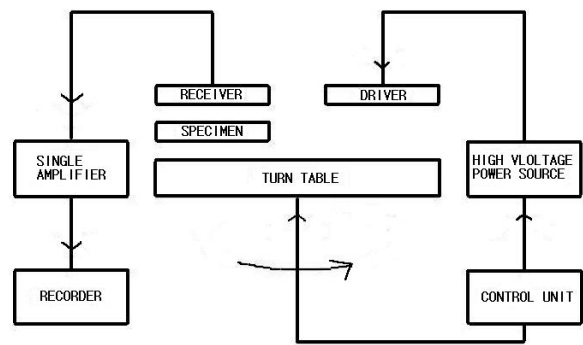 RECEIVER
DRIVER
SPECIMEN
SINGLE
AMPLIFIER
TURN TABLE
HIGH VLOLTAGE
POWER SOURCE
RECORDER
CONTROL UNIT